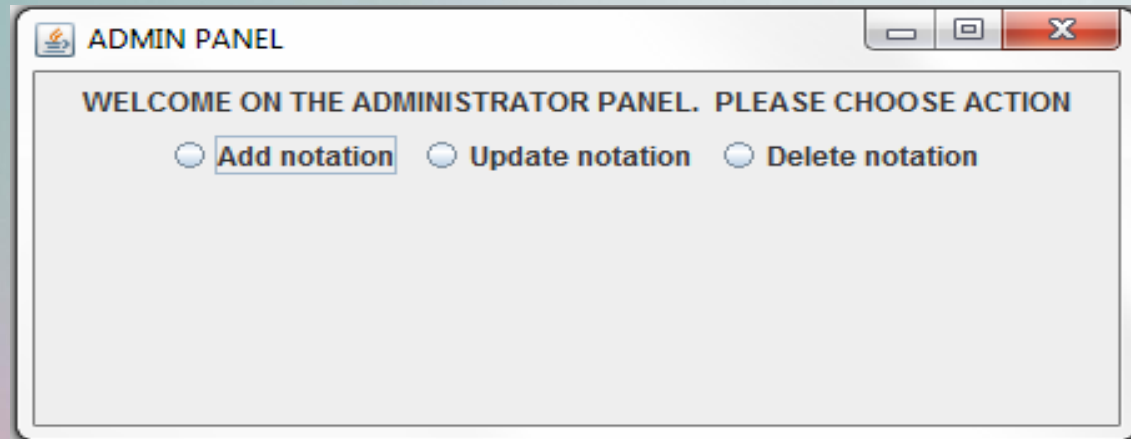 ADMIN PANEL
WELCOME ON THE ADMINISTRATOR PANEL. PLEASE CHOOSE ACTION
Add notation Update notation Delete notation